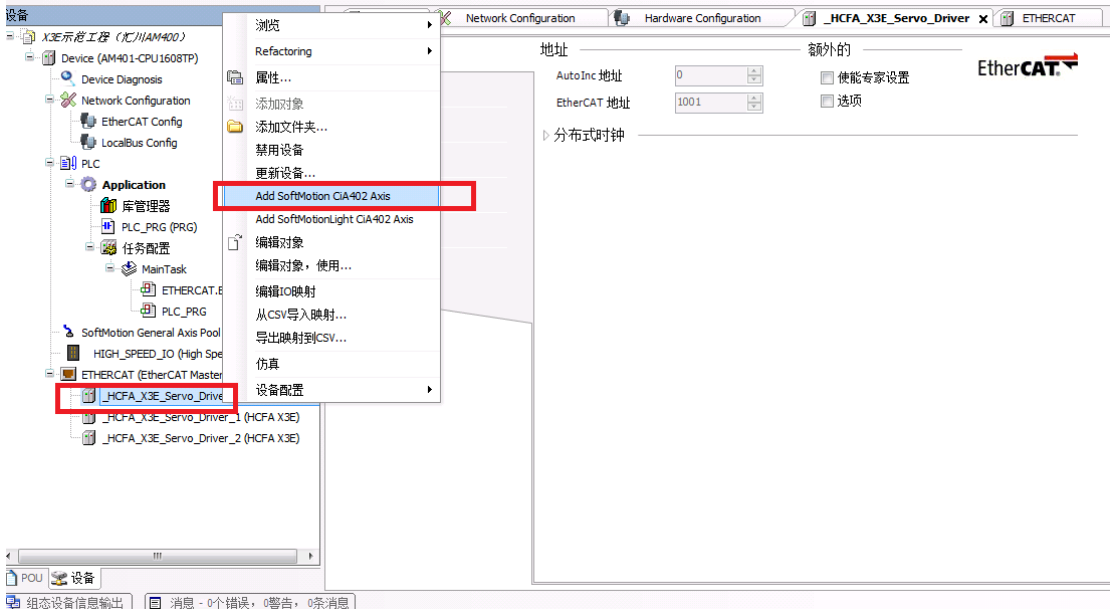 设备
X3E示范工程（汇川AM400）
Device (AM401-CPU1608TP)
Device Diagnosis
Network Configuration
EtherCAT Config
LocalBus Config
PLC
Application
库管理器
PLC_PRG (PRG)
任务配置
MainTask
ETHERCAT.E
PLC_PRG
SoftMotion General Axis Pool
HIGH_SPEED_IO (High Spe
ETHERCAT (EtherCAT Master
_HCFA_X3E_Servo_Drive
_HCFA_X3E_Servo_Driver_1 (HCFA X3E)
_HCFA_X3E_Servo_Driver_2 (HCFA X3E)
POU
设备
组态设备信息输出
消息 - 0个错误，0警告，0条消息
浏览
Refactoring
属性...
添加对象
添加文件夹...
禁用设备
更新设备...
Add SoftMotion CiA402 Axis
Add SoftMotionLight CiA402 Axis
编辑对象
编辑对象，使用...
编辑IO映射
从CSV导入映射...
导出映射到CSV...
仿真
设备配置
Network Configuration
Hardware Configuration
_HCFA_X3E_Servo_Driver
ETHERCAT
地址
AutoInc 地址
0
EtherCAT 地址
1001
分布式时钟
额外的
使能专家设置
选项
EtherCAT.